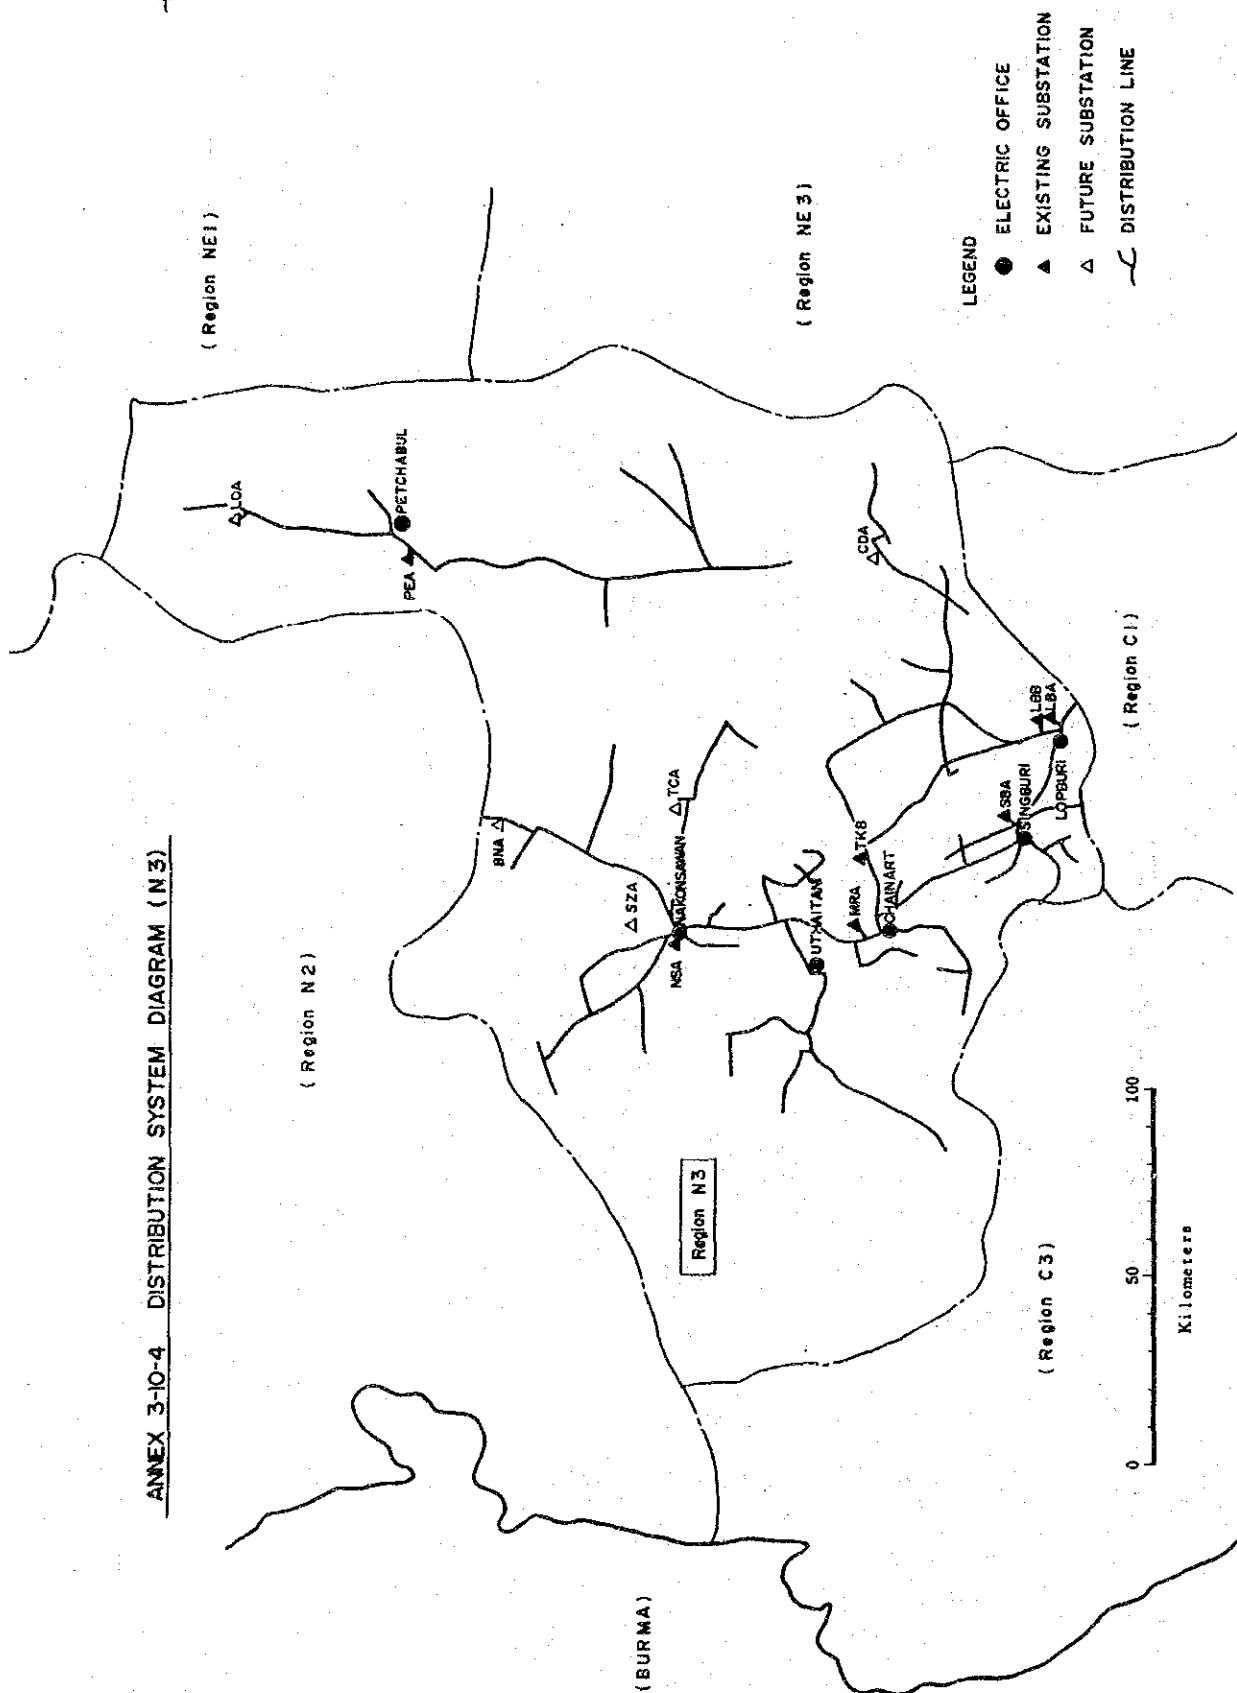 ANNEX 3-10-4 DISTRIBUTION SYSTEM DIAGRAM (N3)
(Region NE1)
(Region N2)
(Region NE3)
(BURMA)
Region N3
(Region C3)
(Region C1)
LOA
PETCHABUL
PEA
BNA
SZA
TCA
NSA
NAKONSAWAN
UTHAITANI
MRA
TKB
CHAINART
CDA
SBA
SINGBURI
LBB
LBA
LOPBURI
LEGEND
ELECTRIC OFFICE
EXISTING SUBSTATION
FUTURE SUBSTATION
DISTRIBUTION LINE
0 50 100
Kilometers